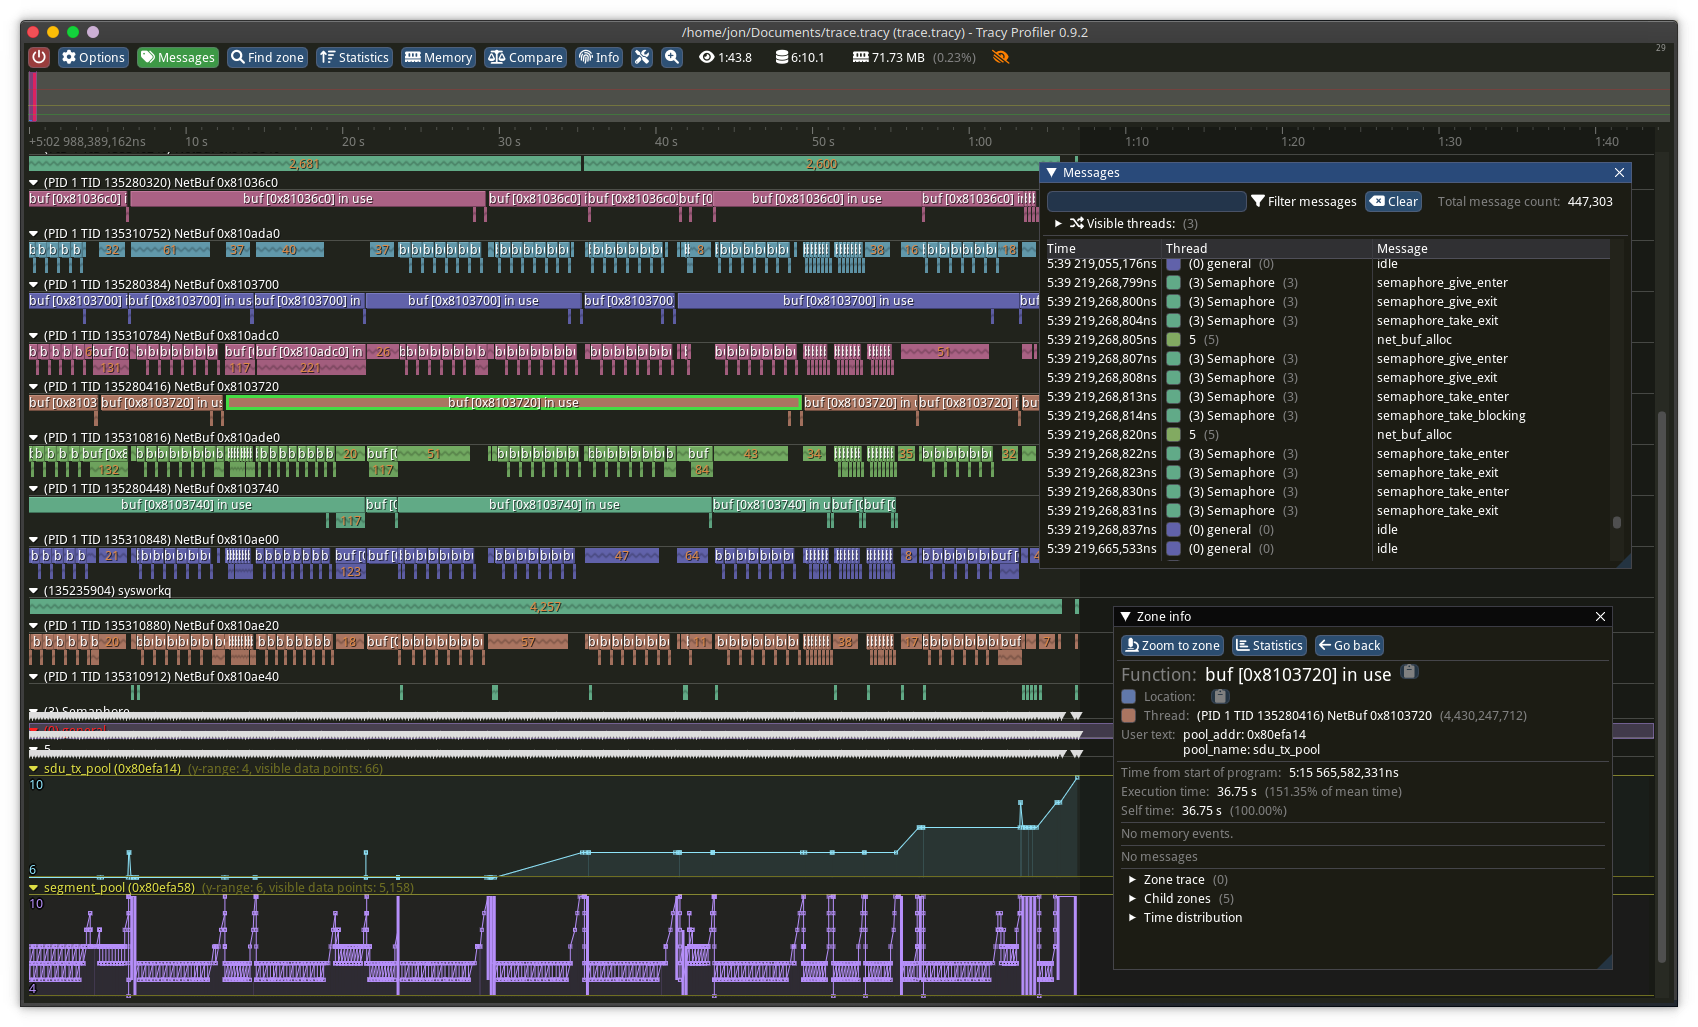 /home/jon/Documents/trace.tracy (trace.tracy) - Tracy Profiler 0.9.2
Options Messages Find zone Statistics Memory Compare Info 1:43.8 6:10.1 71.73 MB (0.23%) 29
+5:02 988,389,162ns 10 s 20 s 30 s 40 s 50 s 1:00 1:10 1:20 1:30 1:40
2,681 2,600
(PID 1 TID 135280320) NetBuf 0x81036c0
buf [0x81036c0] i buf [0x81036c0] in use buf [0x81036c0] i buf [0x81036c0] buf [0 buf [0x81036c0] in use buf [0x81036c0] i
(PID 1 TID 135310752) NetBuf 0x810ada0
b b b b b 32 61 37 40 37 8 38 16 18
(PID 1 TID 135280384) NetBuf 0x8103700
buf [0x8103700] i buf [0x8103700] in us buf [0x8103700] in buf [0x8103700] in use buf [0x8103700 buf [0x8103700] in use buf
(PID 1 TID 135310784) NetBuf 0x810adc0
b b b b b 6 buf [0: buf [ buf [0x810adc0] in 26 51
131 117 221
(PID 1 TID 135280416) NetBuf 0x8103720
buf [0x8103 buf [0x8103720] in us buf [0x8103720] in use buf [0x8103720] in buf [0x8103720] i bu
(PID 1 TID 135310816) NetBuf 0x810ade0
buf [0x8 20 buf [ 51 buf 43 34 35 32
132 117 84
(PID 1 TID 135280448) NetBuf 0x8103740
buf [0x8103740] in use buf [0 buf [0x8103740] in use buf [0x8103740] in u buf [ buf [0
117
(PID 1 TID 135310848) NetBuf 0x810ae00
b b b b b 21 buf [0 buf [ 47 64 8 buf [ 4
123
(135235904) sysworkq
4,257
(PID 1 TID 135310880) NetBuf 0x810ae20
b b b b b b 20 18 buf [ 57 11 38 17 buf 7
(PID 1 TID 135310912) NetBuf 0x810ae40
(3) Semaphore
(0) general
5
sdu_tx_pool (0x80efa14) (y-range: 4, visible data points: 66)
10
6
segment_pool (0x80efa58) (y-range: 6, visible data points: 5,158)
10
4
Messages
Filter messages Clear Total message count: 447,303
Visible threads: (3)
Time Thread Message
5:39 219,055,176ns (0) general (0) idle
5:39 219,268,799ns (3) Semaphore (3) semaphore_give_enter
5:39 219,268,800ns (3) Semaphore (3) semaphore_give_exit
5:39 219,268,804ns (3) Semaphore (3) semaphore_take_exit
5:39 219,268,805ns 5 (5) net_buf_alloc
5:39 219,268,807ns (3) Semaphore (3) semaphore_give_enter
5:39 219,268,808ns (3) Semaphore (3) semaphore_give_exit
5:39 219,268,813ns (3) Semaphore (3) semaphore_take_enter
5:39 219,268,814ns (3) Semaphore (3) semaphore_take_blocking
5:39 219,268,820ns 5 (5) net_buf_alloc
5:39 219,268,822ns (3) Semaphore (3) semaphore_take_enter
5:39 219,268,823ns (3) Semaphore (3) semaphore_take_exit
5:39 219,268,830ns (3) Semaphore (3) semaphore_take_enter
5:39 219,268,831ns (3) Semaphore (3) semaphore_take_exit
5:39 219,268,837ns (0) general (0) idle
5:39 219,665,533ns (0) general (0) idle
Zone info
Zoom to zone Statistics Go back
Function: buf [0x8103720] in use
Location:
Thread: (PID 1 TID 135280416) NetBuf 0x8103720 (4,430,247,712)
User text: pool_addr: 0x80efa14
pool_name: sdu_tx_pool
Time from start of program: 5:15 565,582,331ns
Execution time: 36.75 s (151.35% of mean time)
Self time: 36.75 s (100.00%)
No memory events.
No messages
Zone trace (0)
Child zones (5)
Time distribution